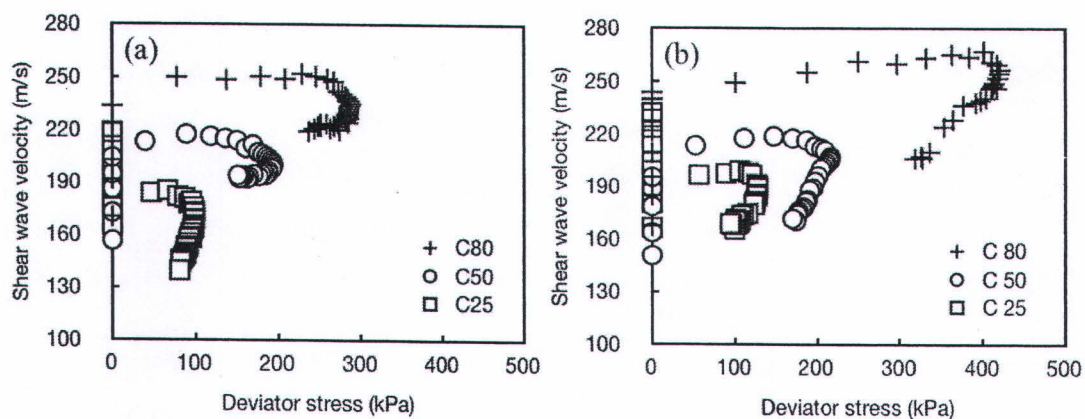 (a)
Shear wave velocity (m/s)
280
250
220
190
160
130
100
0 100 200 300 400 500
Deviator stress (kPa)
C80
C50
C25
(b)
Shear wave velocity (m/s)
280
250
220
190
160
130
100
0 100 200 300 400 500
Deviator stress (kPa)
C 80
C 50
C 25